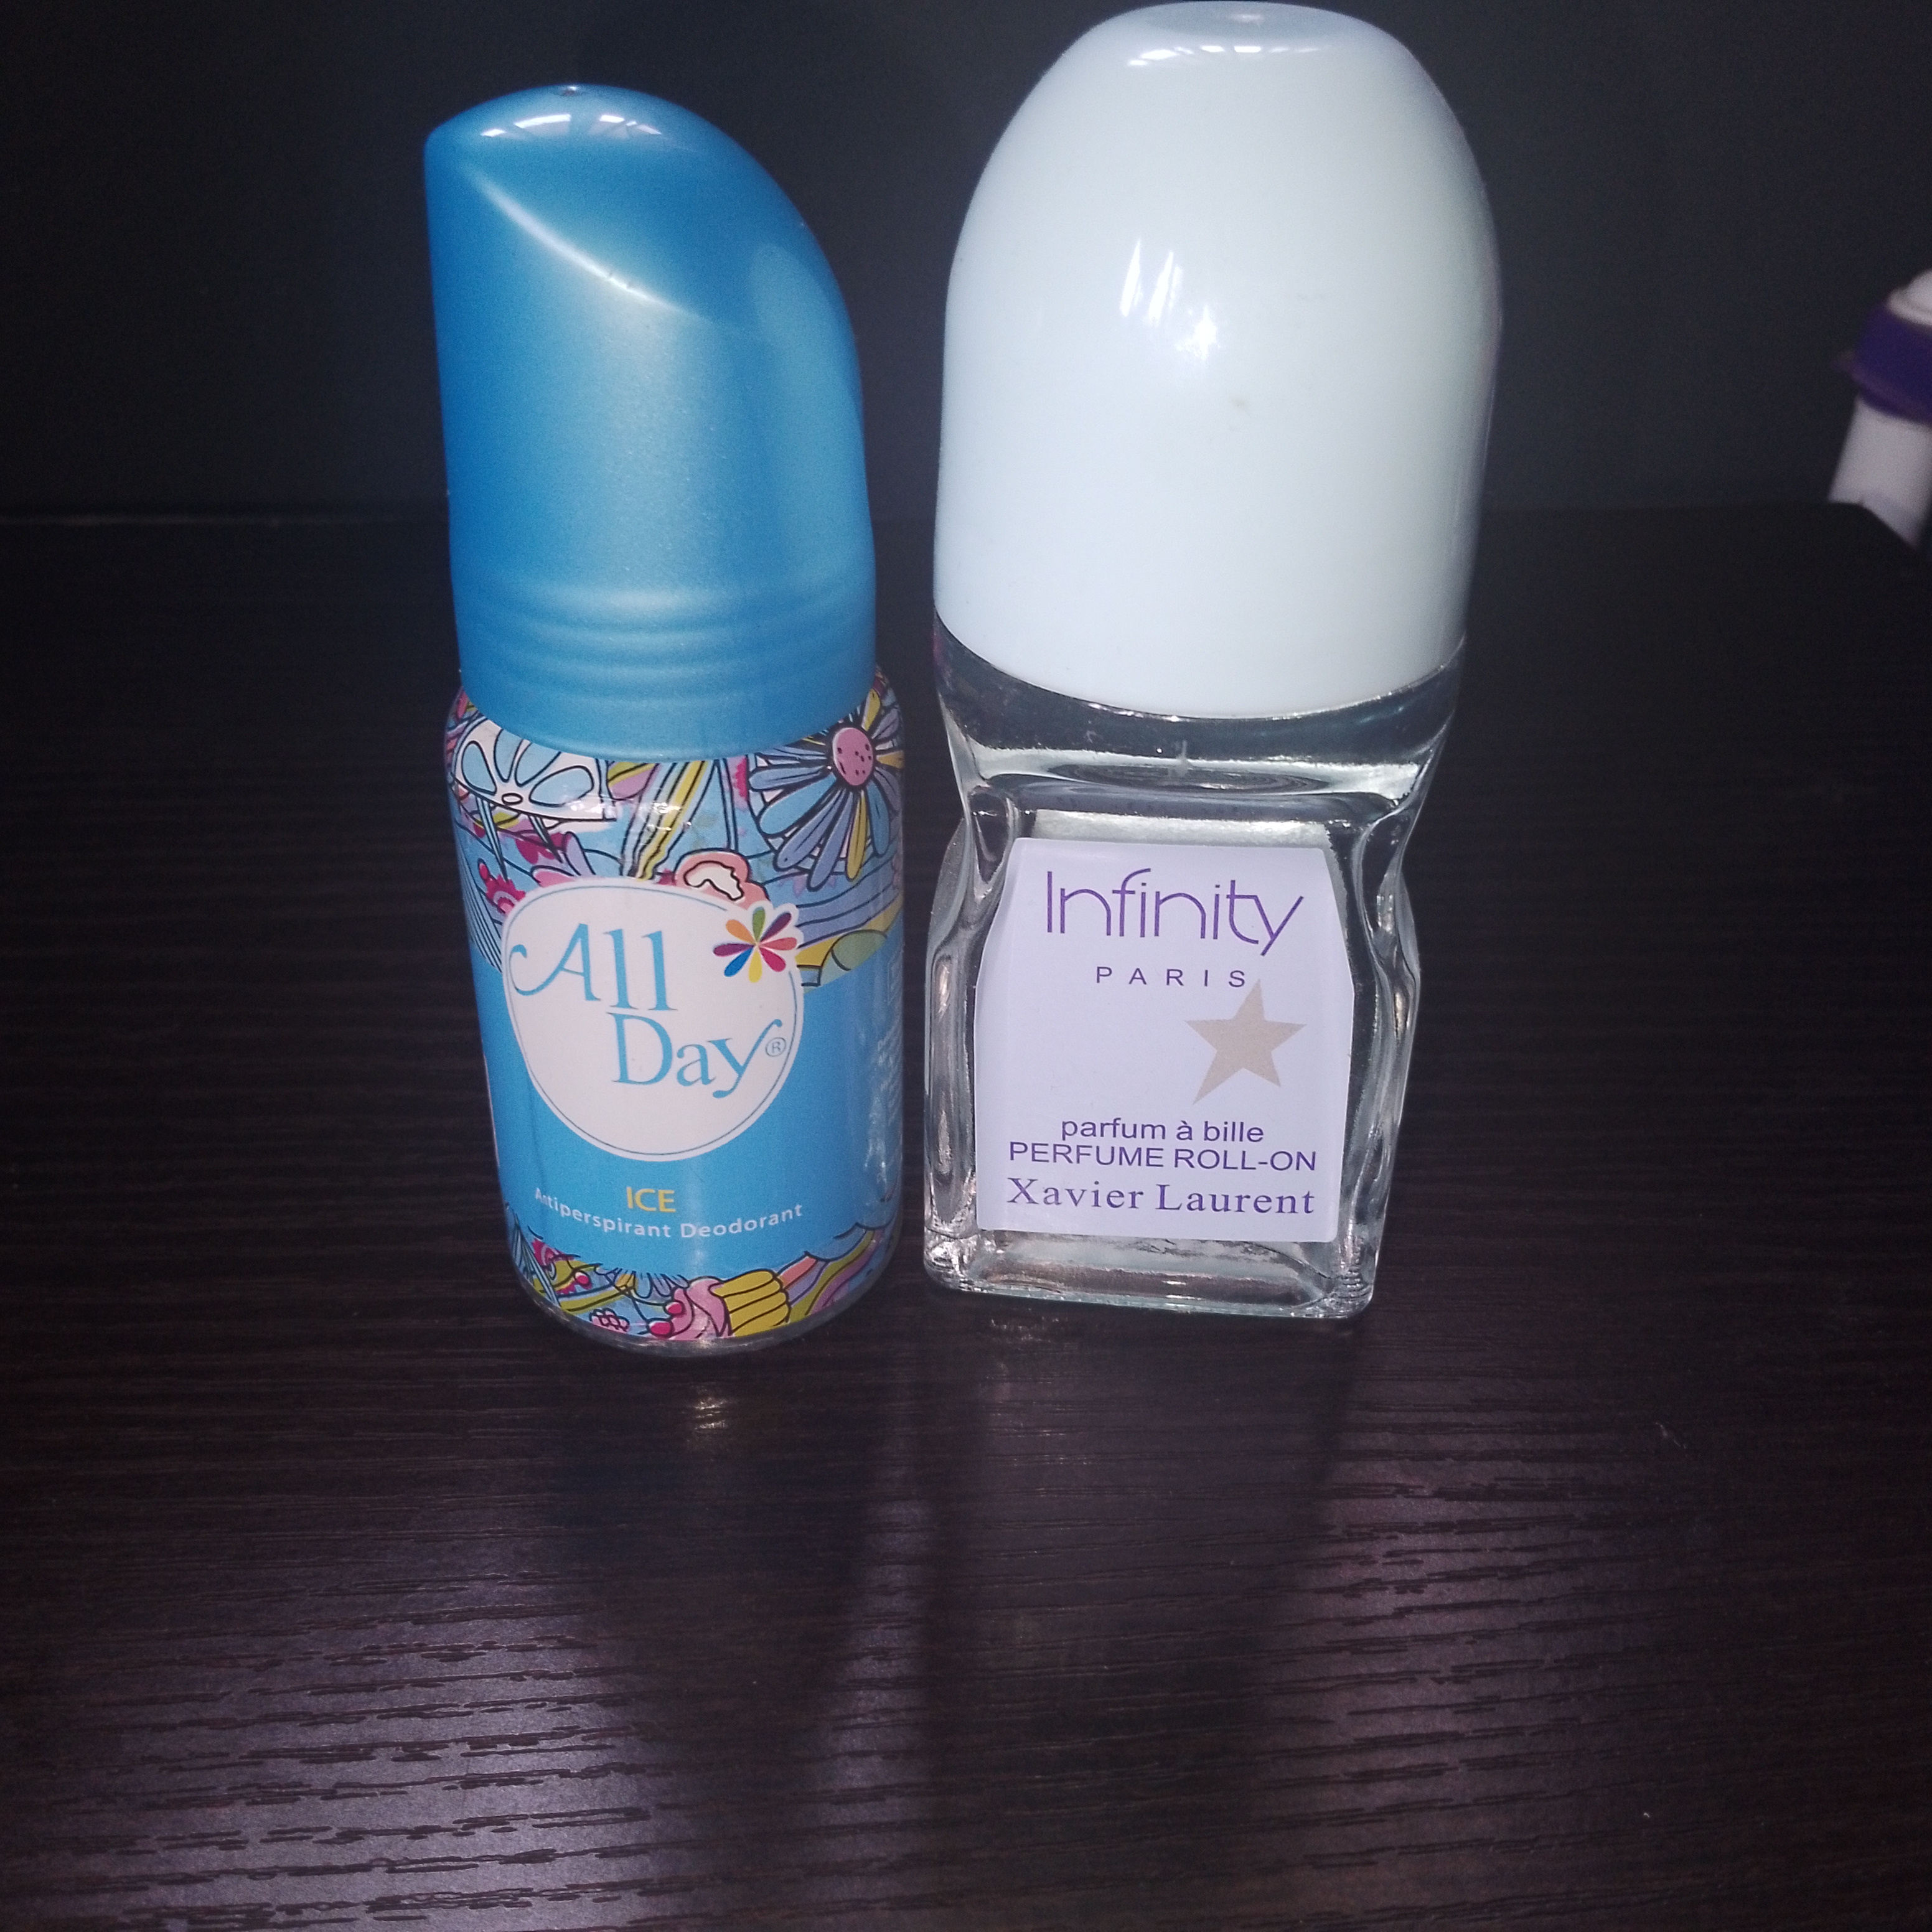 All
Day®
ICE
Antiperspirant Deodorant
Infinity
PARIS
parfum à bille
PERFUME ROLL-ON
Xavier Laurent